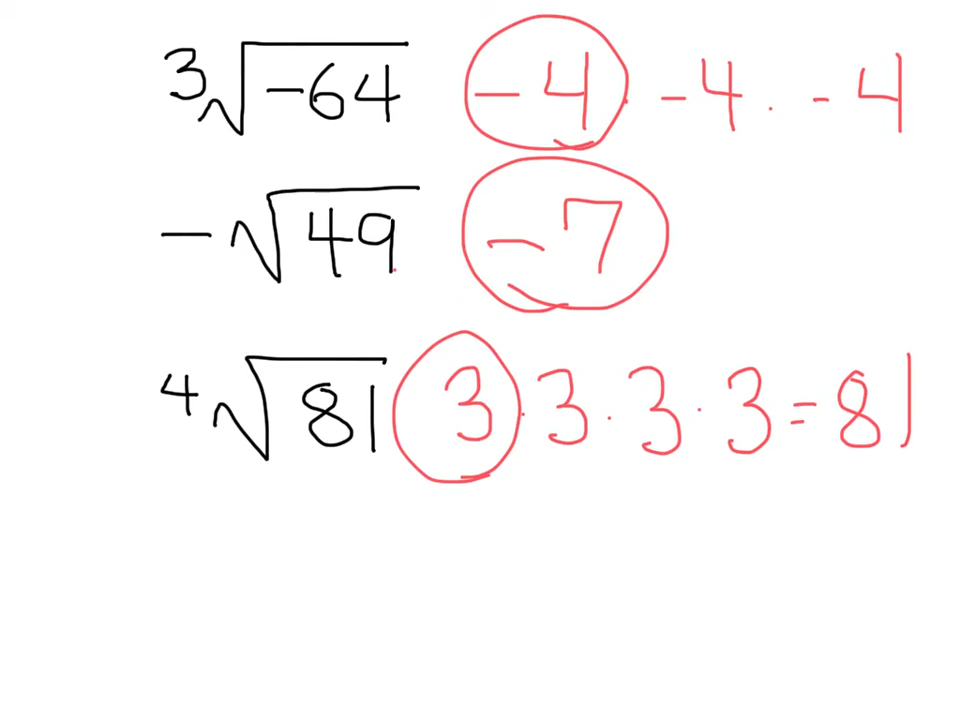 ³√-64 -4 · -4 · -4
-√49 -7
⁴√81 3 · 3 · 3 · 3 = 81